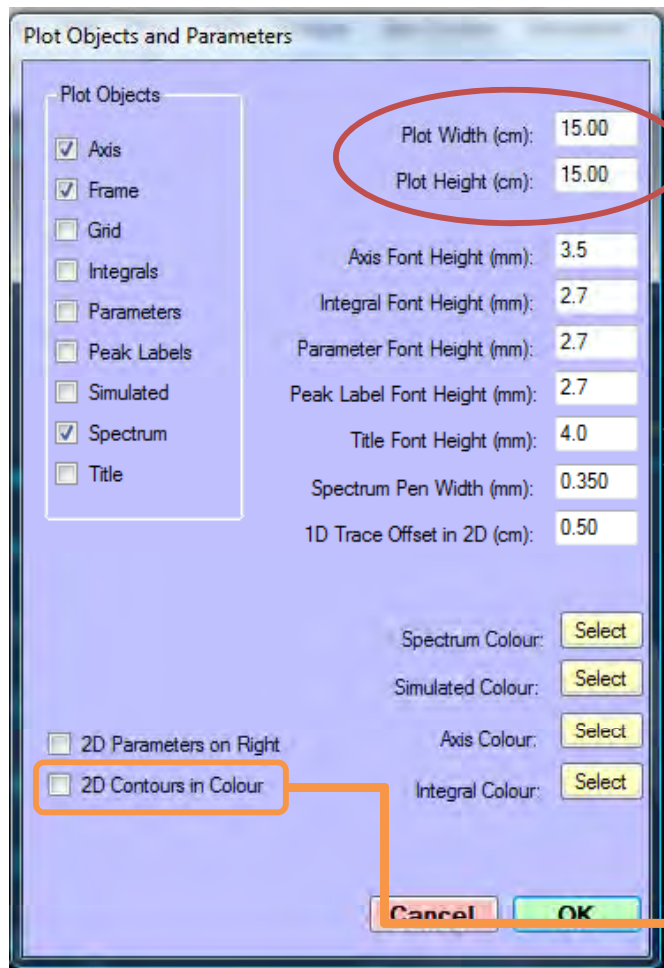 Plot Objects and Parameters
Plot Objects
Axis
Frame
Grid
Integrals
Parameters
Peak Labels
Simulated
Spectrum
Title
Plot Width (cm): 15.00
Plot Height (cm): 15.00
Axis Font Height (mm): 3.5
Integral Font Height (mm): 2.7
Parameter Font Height (mm): 2.7
Peak Label Font Height (mm): 2.7
Title Font Height (mm): 4.0
Spectrum Pen Width (mm): 0.350
1D Trace Offset in 2D (cm): 0.50
Spectrum Colour: Select
Simulated Colour: Select
Axis Colour: Select
Integral Colour: Select
2D Parameters on Right
2D Contours in Colour
Cancel OK